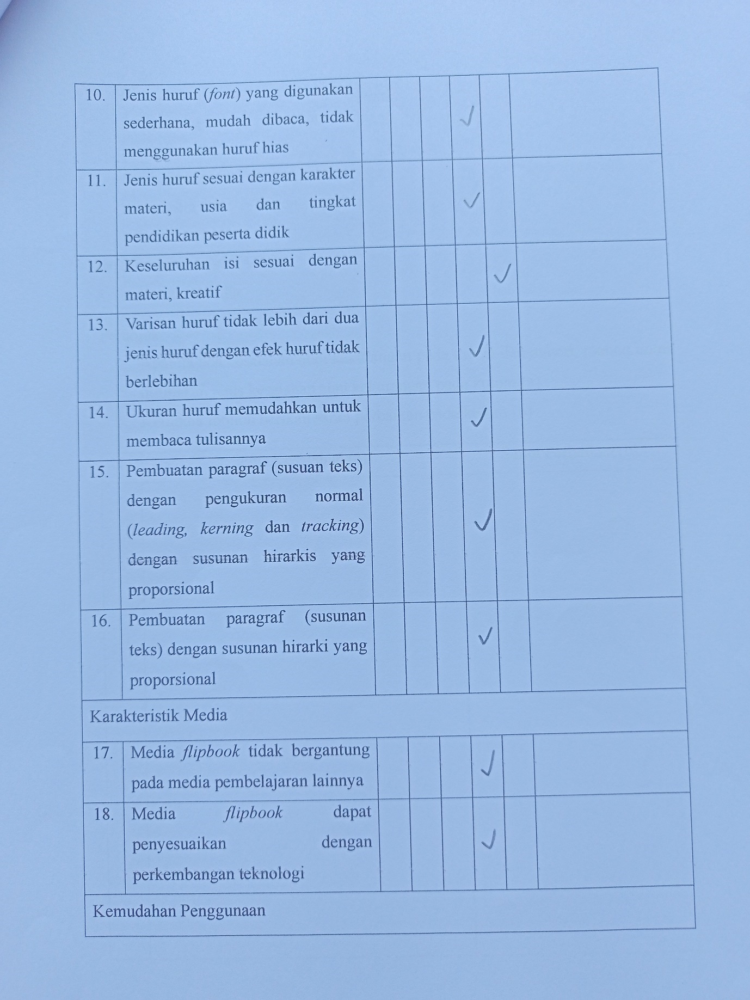 10. Jenis huruf (font) yang digunakan
sederhana, mudah dibaca, tidak
menggunakan huruf hias
11. Jenis huruf sesuai dengan karakter
materi, usia dan tingkat
pendidikan peserta didik
12. Keseluruhan isi sesuai dengan
materi, kreatif
13. Varisan huruf tidak lebih dari dua
jenis huruf dengan efek huruf tidak
berlebihan
14. Ukuran huruf memudahkan untuk
membaca tulisannya
15. Pembuatan paragraf (susuan teks)
dengan pengukuran normal
(leading, kerning dan tracking)
dengan susunan hirarkis yang
proporsional
16. Pembuatan paragraf (susunan
teks) dengan susunan hirarki yang
proporsional
Karakteristik Media
17. Media flipbook tidak bergantung
pada media pembelajaran lainnya
18. Media flipbook dapat
penyesuaikan dengan
perkembangan teknologi
Kemudahan Penggunaan